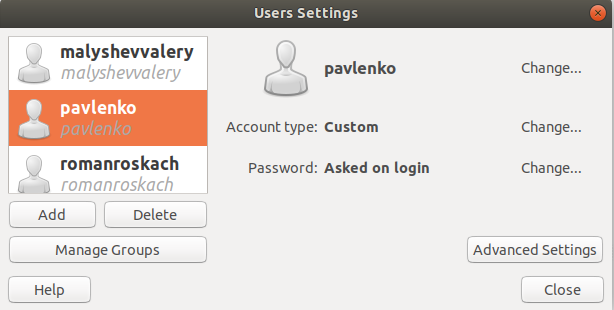 Users Settings
malyshevvalery
malyshevvalery
pavlenko
pavlenko
romanroskach
romanroskach
Add
Delete
Manage Groups
Help
pavlenko
Change...
Account type: Custom
Change...
Password: Asked on login
Change...
Advanced Settings
Close